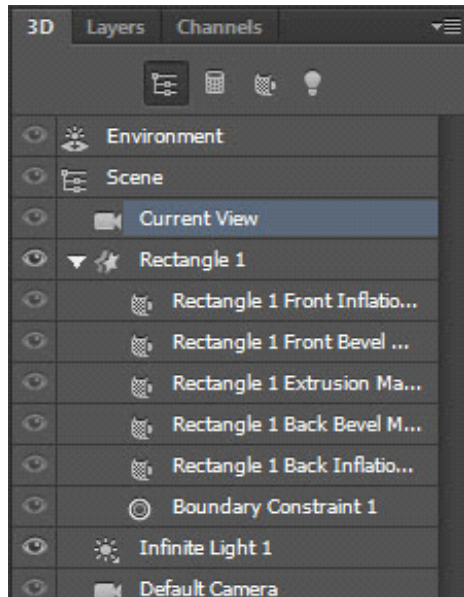 3D Layers Channels
Environment
Scene
Current View
Rectangle 1
Rectangle 1 Front Inflatio...
Rectangle 1 Front Bevel ...
Rectangle 1 Extrusion Ma...
Rectangle 1 Back Bevel M...
Rectangle 1 Back Inflatio...
Boundary Constraint 1
Infinite Light 1
Default Camera